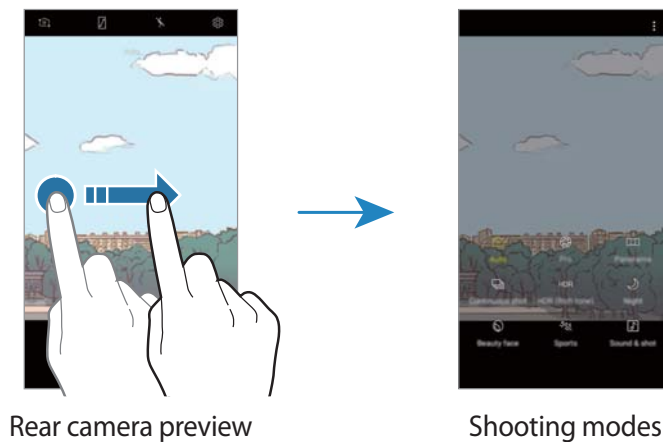 Auto Pro Panorama
HDR
Continuous shot HDR (Rich tone) Night
Beauty face Sports Sound & shot
Rear camera preview Shooting modes